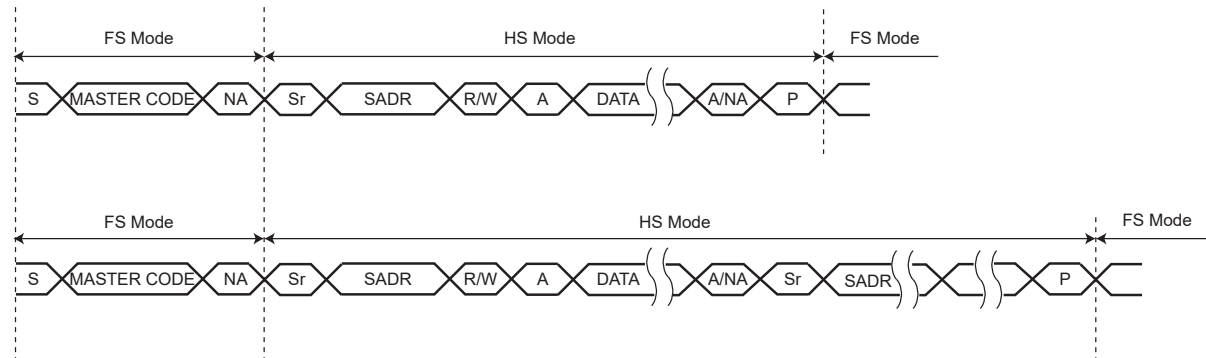 FS Mode HS Mode FS Mode
S MASTER CODE NA Sr SADR R/W A DATA A/NA P
FS Mode HS Mode FS Mode
S MASTER CODE NA Sr SADR R/W A DATA A/NA Sr SADR P